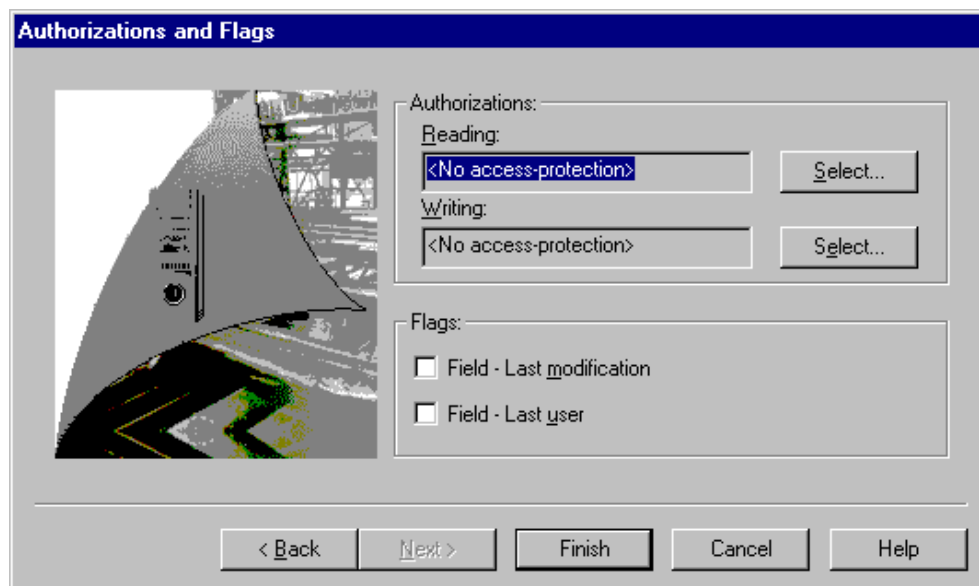 Authorizations and Flags
Authorizations:
Reading:
<No access-protection>
Select...
Writing:
<No access-protection>
Select...
Flags:
Field - Last modification
Field - Last user
< Back
Next >
Finish
Cancel
Help